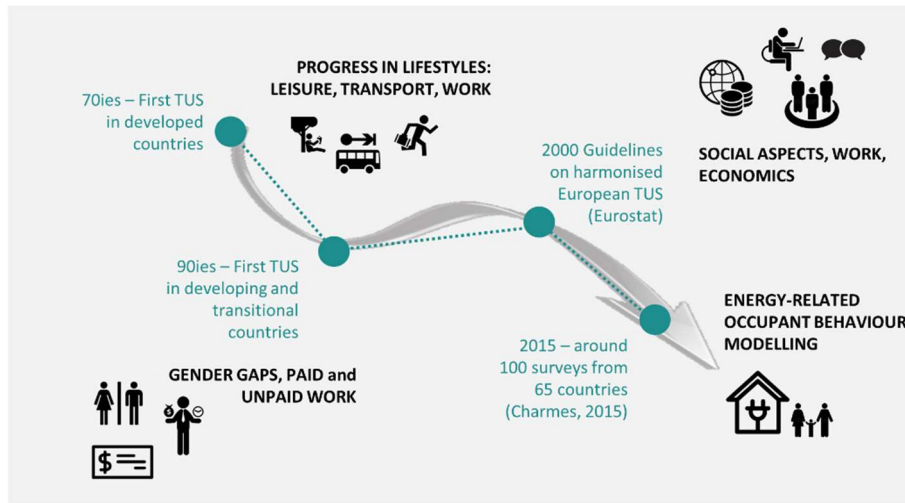 PROGRESS IN LIFESTYLES:
LEISURE, TRANSPORT, WORK
70ies – First TUS
in developed
countries
2000 Guidelines
on harmonised
European TUS
(Eurostat)
SOCIAL ASPECTS, WORK,
ECONOMICS
90ies – First TUS
in developing and
transitional
countries
ENERGY-RELATED
OCCUPANT BEHAVIOUR
MODELLING
2015 – around
100 surveys from
65 countries
(Charmes, 2015)
GENDER GAPS, PAID and
UNPAID WORK
$